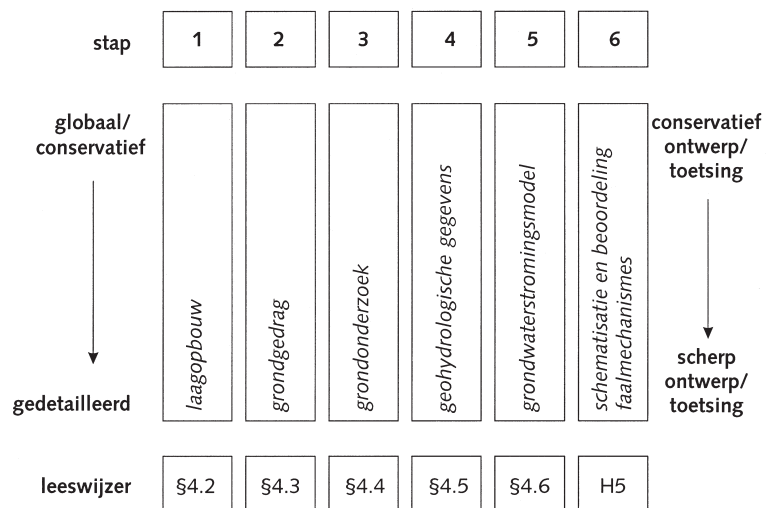 stap 1 2 3 4 5 6
globaal/
conservatief
gedetailleerd
laagopbouw
grondgedrag
grondonderzoek
geohydrologische gegevens
grondwaterstromingsmodel
schematisatie en beoordeling
faalmechanismes
conservatief
ontwerp/
toetsing
scherp
ontwerp/
toetsing
leeswijzer §4.2 §4.3 §4.4 §4.5 §4.6 H5